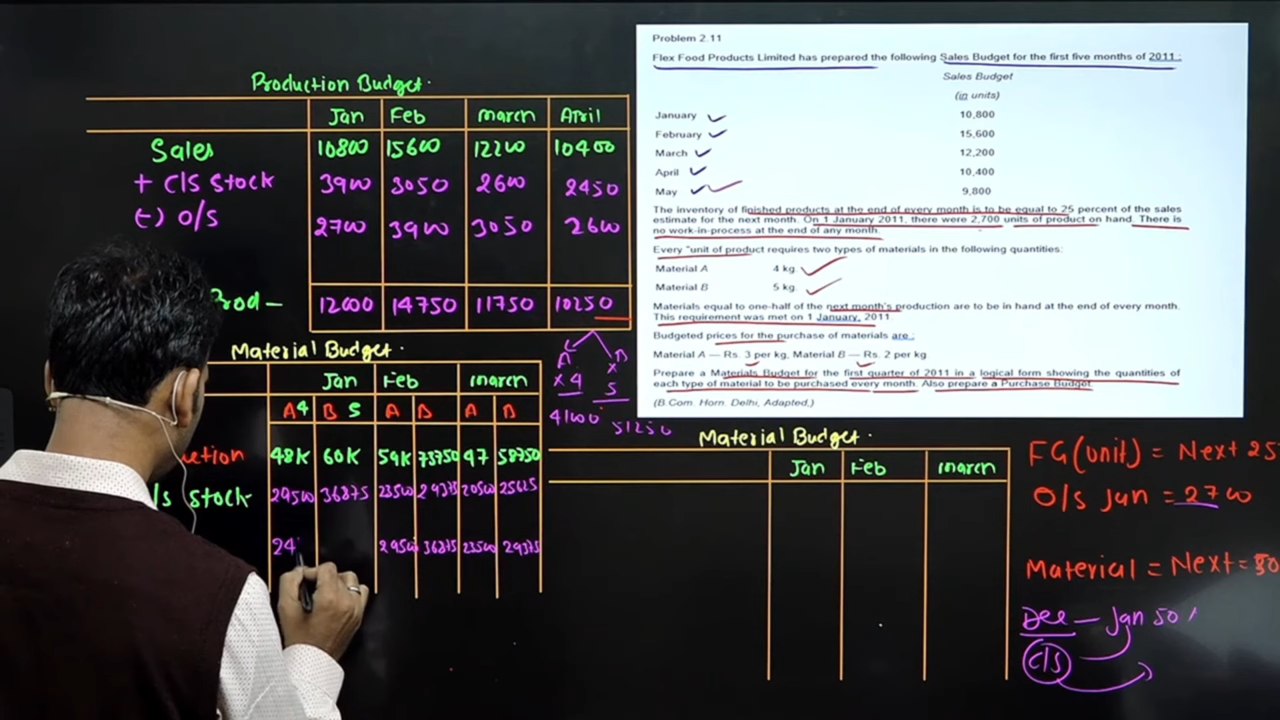 Production Budget.
Jan Feb march April
Sales 10800 15600 12200 10400
+ C/S stock 3900 3050 2600 2450
(-) O/S 2700 3900 3050 2600
Prod - 12000 14750 11750 10250
A B
x 4 x 5
41000 51250
Material Budget.
Jan Feb march
A4 B 5 A B A B
48K 60K 59K 73750 47 58750
/s stock 29500 36875 23500 29375 20500 25625
24 29500 36875 23500 29375
Problem 2.11
Flex Food Products Limited has prepared the following Sales Budget for the first five months of 2011 :
Sales Budget
(in units)
January 10,800
February 15,600
March 12,200
April 10,400
May 9,800
The inventory of finished products at the end of every month is to be equal to 25 percent of the sales
estimate for the next month. On 1 January 2011, there were 2,700 units of product on hand. There is
no work-in-process at the end of any month.
Every "unit of product requires two types of materials in the following quantities:
Material A 4 kg
Material B 5 kg
Materials equal to one-half of the next month's production are to be in hand at the end of every month.
This requirement was met on 1 January, 2011
Budgeted prices for the purchase of materials are :
Material A — Rs. 3 per kg, Material B — Rs. 2 per kg
Prepare a Materials Budget for the first quarter of 2011 in a logical form showing the quantities of
each type of material to be purchased every month. Also prepare a Purchase Budget.
(B.Com. Horn. Delhi, Adapted.)
Material Budget.
Jan Feb march
FG (unit) = Next 25
O/S Jan = 2700
Material = Next = 50
Dec - Jan 50%
C/S